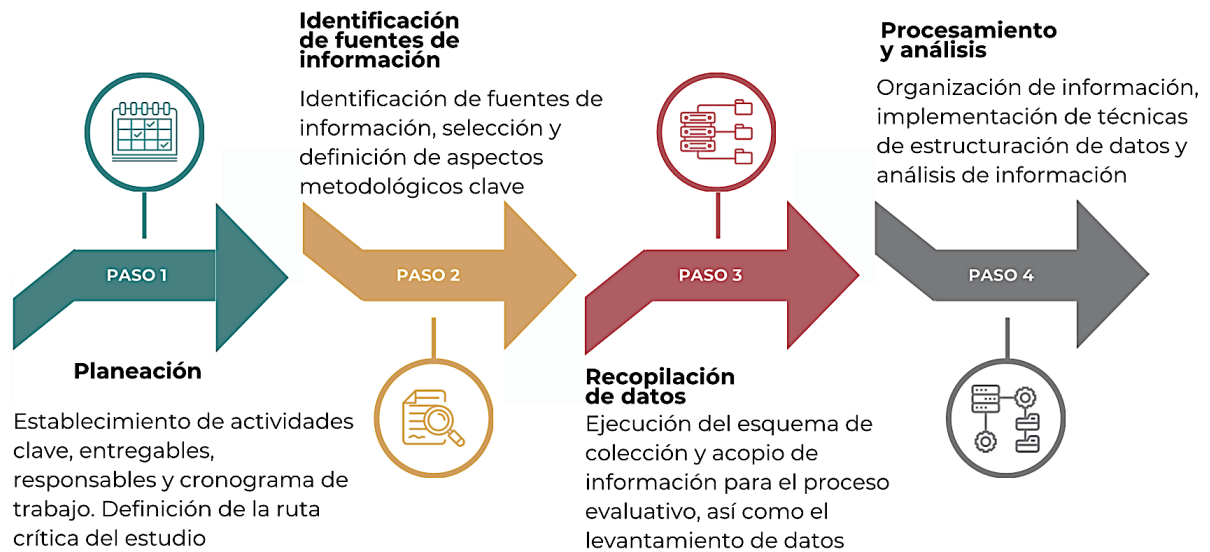 PASO 1
Planeación
Establecimiento de actividades
clave, entregables,
responsables y cronograma de
trabajo. Definición de la ruta
crítica del estudio
Identificación
de fuentes de
información
Identificación de fuentes de
información, selección y
definición de aspectos
metodológicos clave
PASO 2
PASO 3
Recopilación
de datos
Ejecución del esquema de
colección y acopio de
información para el proceso
evaluativo, así como el
levantamiento de datos
Procesamiento
y análisis
Organización de información,
implementación de técnicas
de estructuración de datos y
análisis de información
PASO 4